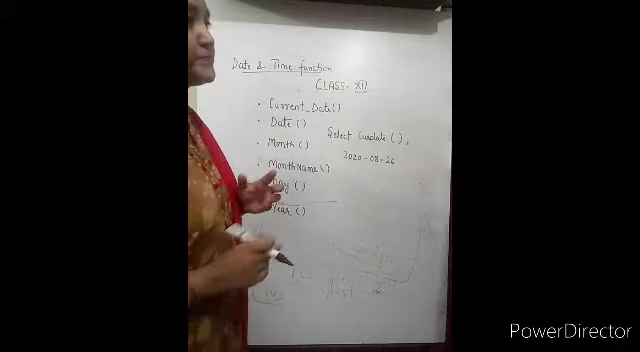 Date & Time function
CLASS - XII
• Current_Date()
• Date ()
Select Curdate ( ) ;
• Month ( )
2020-08-26
• MonthName()
Day ( )
Year ( )
PowerDirector